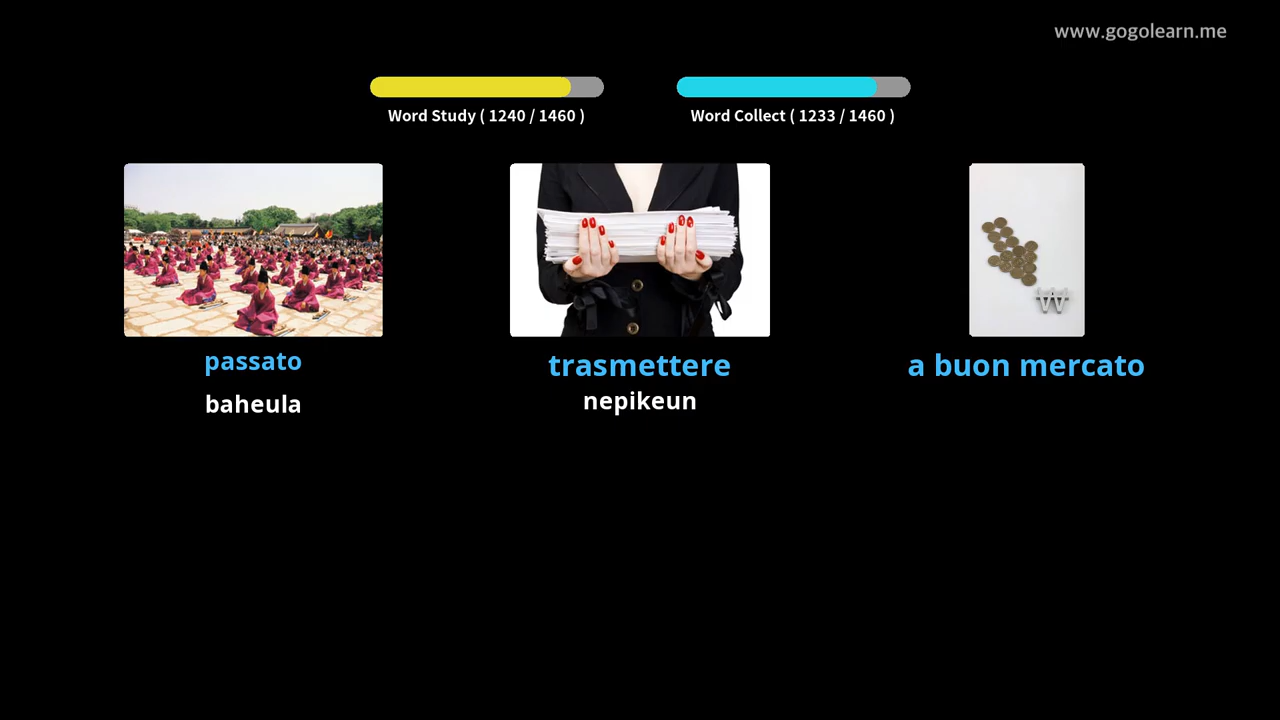 www.gogolearn.me
Word Study ( 1240 / 1460 )
Word Collect ( 1233 / 1460 )
passato
baheula
trasmettere
nepikeun
a buon mercato